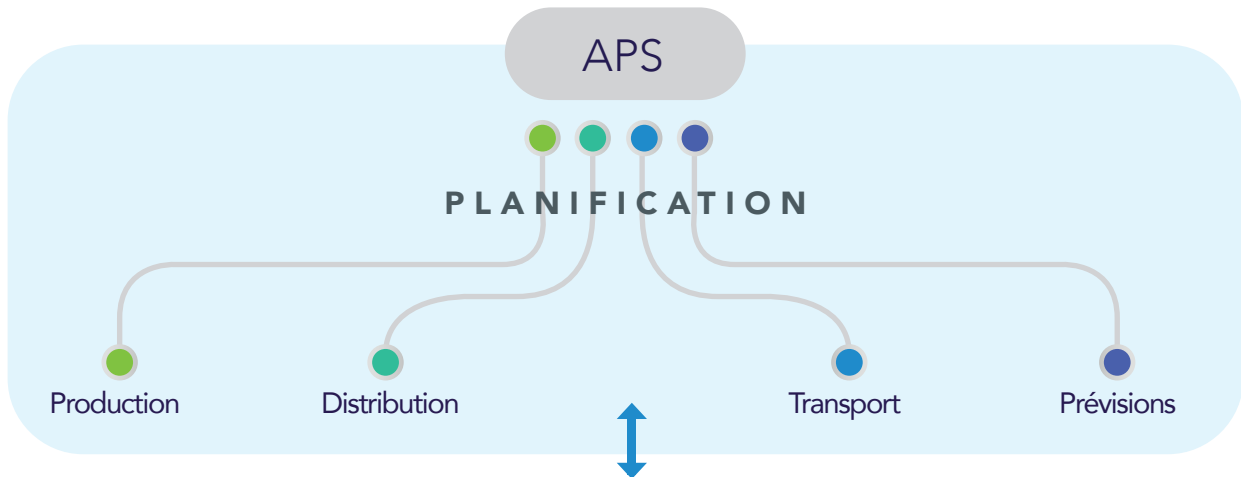 APS
PLANIFICATION
Production Distribution Transport Prévisions